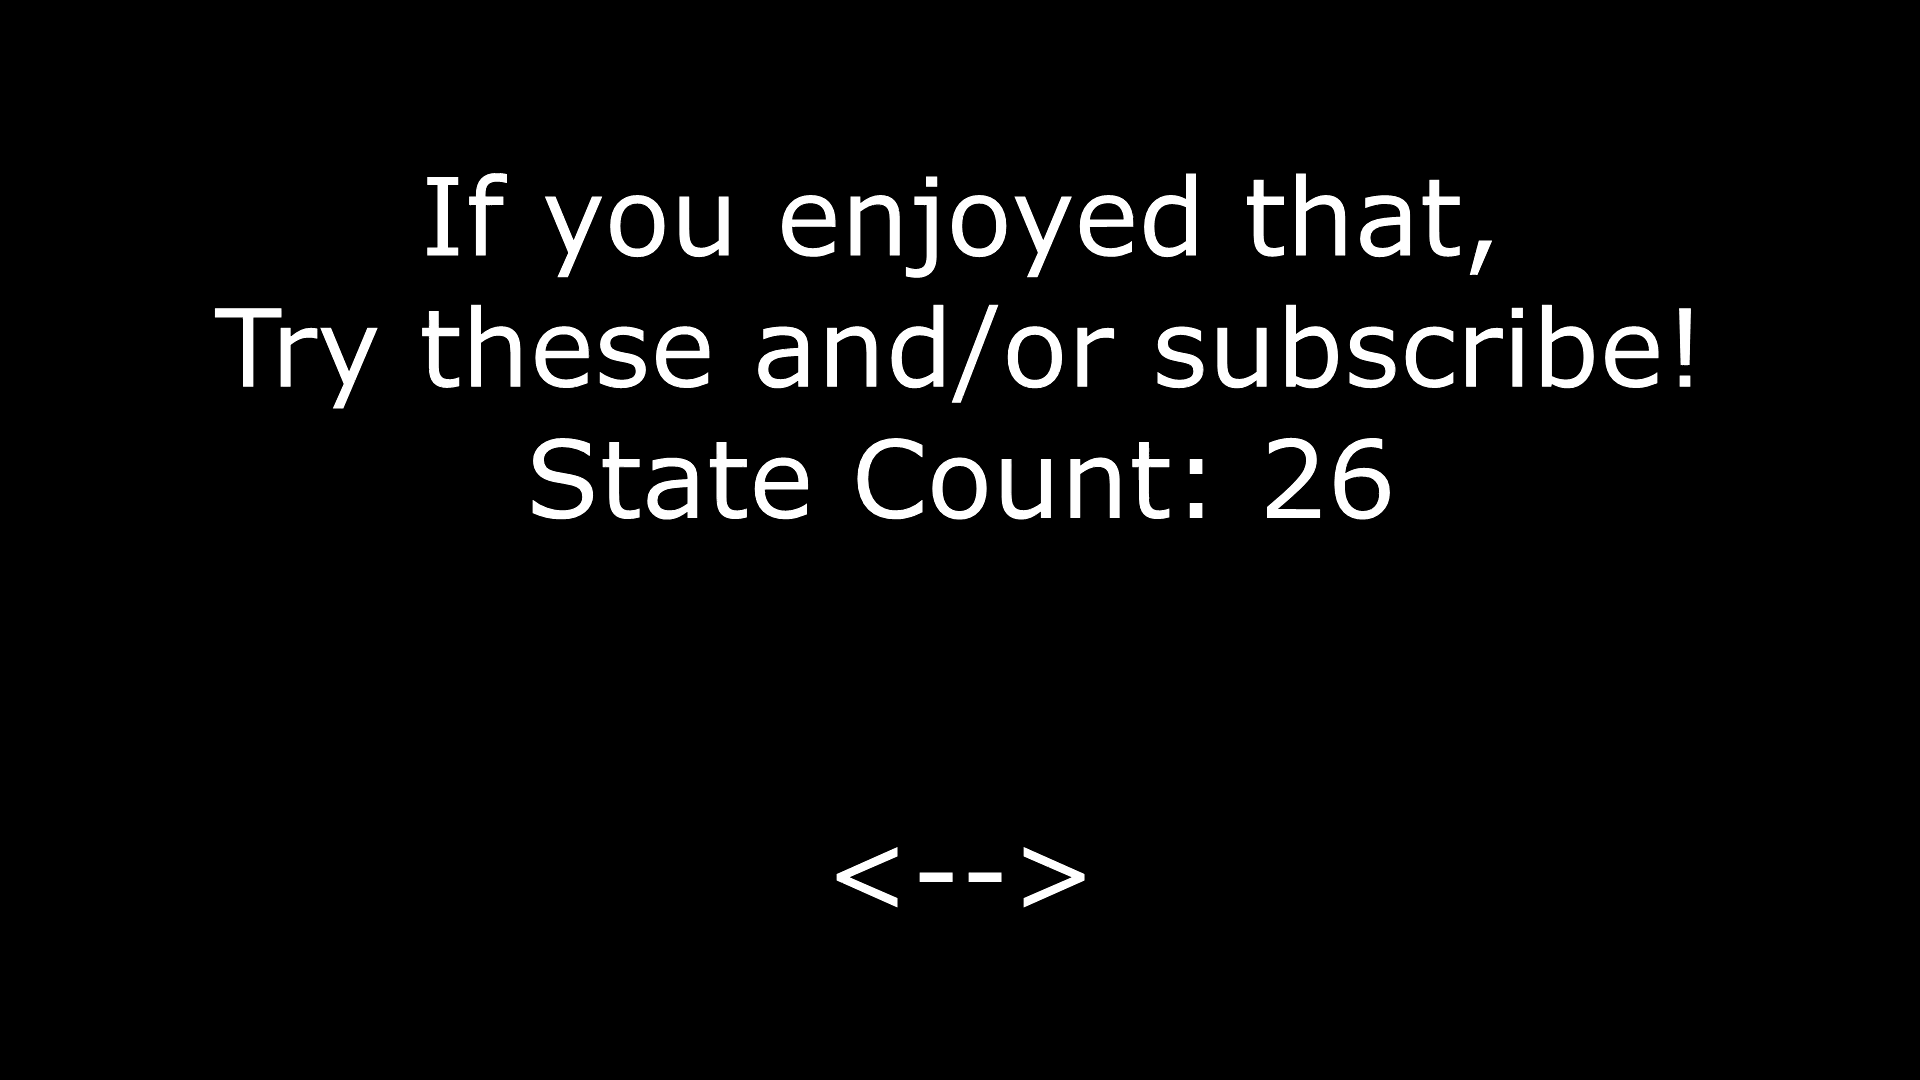 If you enjoyed that,
Try these and/or subscribe!
State Count: 26
<-->